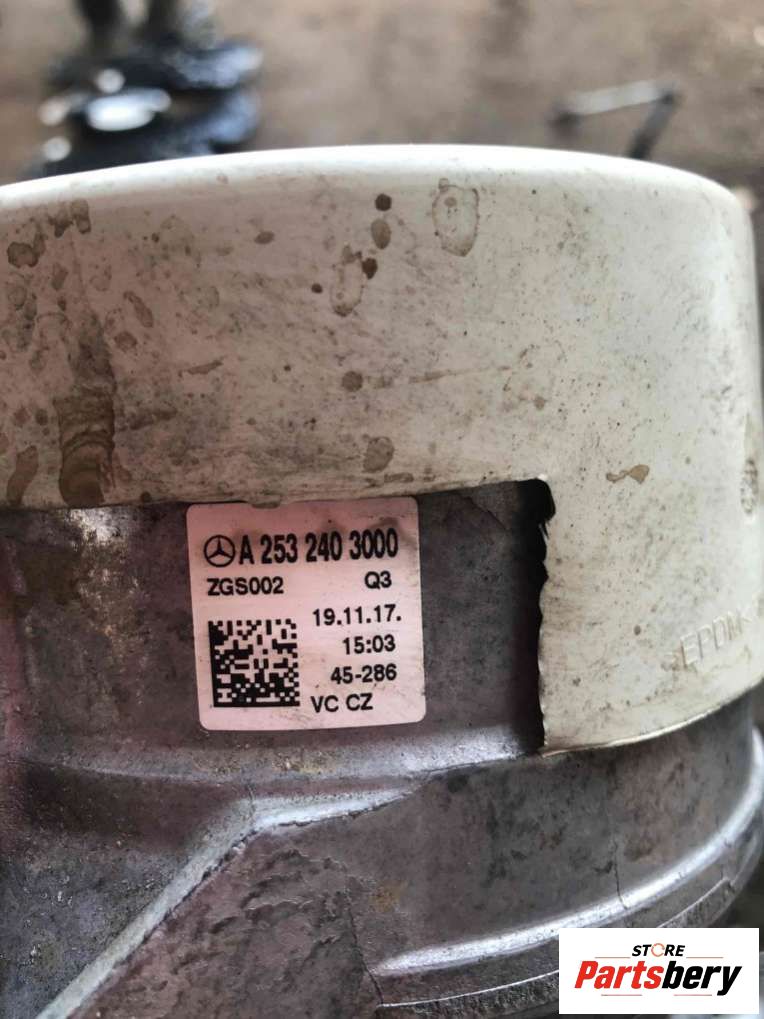 A 253 240 3000
ZGS002 Q3
19.11.17.
15:03
45-286
VC CZ
EPDM
STORE
Partsbery